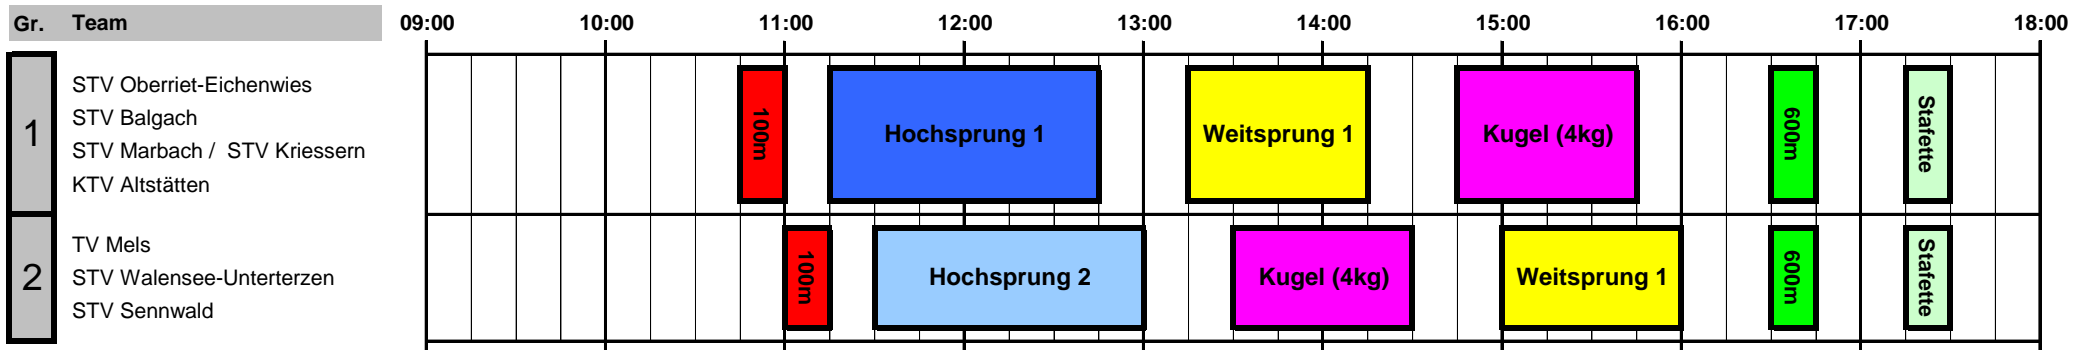 Gr. Team 09:00 10:00 11:00 12:00 13:00 14:00 15:00 16:00 17:00 18:00
1
STV Oberriet-Eichenwies
STV Balgach
STV Marbach / STV Kriessern
KTV Altstätten
100m
Hochsprung 1
Weitsprung 1
Kugel (4kg)
600m
Stafette
2
TV Mels
STV Walensee-Unterterzen
STV Sennwald
100m
Hochsprung 2
Kugel (4kg)
Weitsprung 1
600m
Stafette